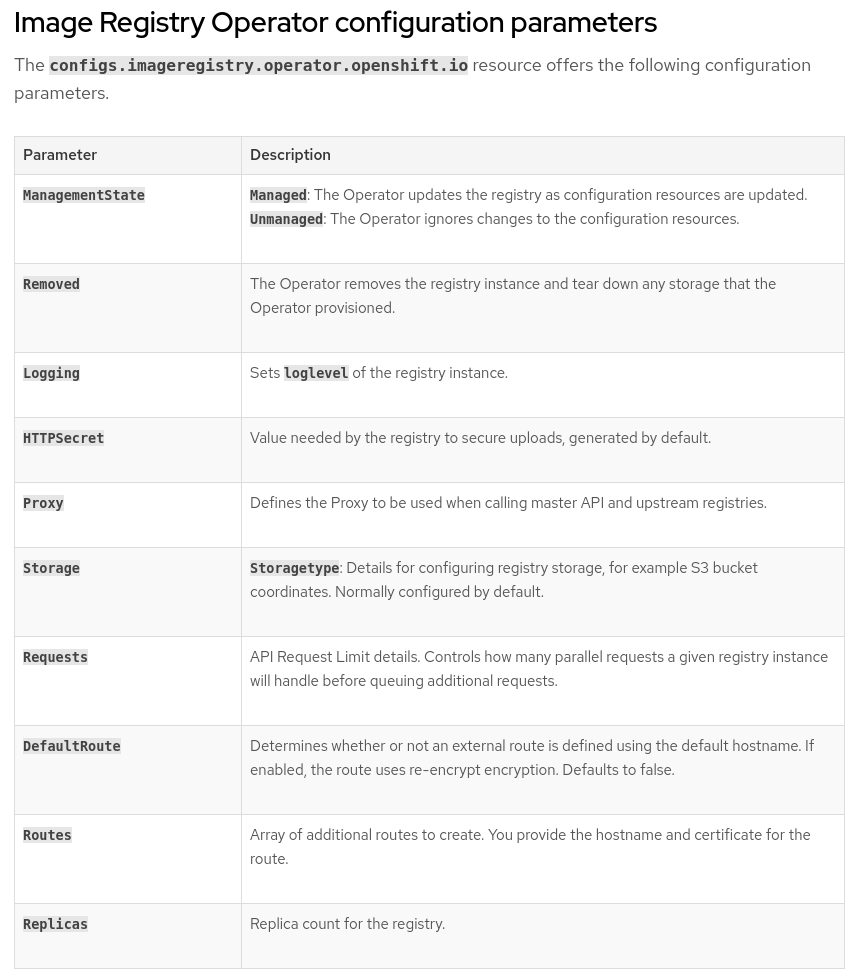 Image Registry Operator configuration parameters
The configs.imageregistry.operator.openshift.io resource offers the following configuration
parameters.
Parameter
Description
ManagementState
Managed: The Operator updates the registry as configuration resources are updated.
Unmanaged: The Operator ignores changes to the configuration resources.
Removed
The Operator removes the registry instance and tear down any storage that the
Operator provisioned.
Logging
Sets loglevel of the registry instance.
HTTPSecret
Value needed by the registry to secure uploads, generated by default.
Proxy
Defines the Proxy to be used when calling master API and upstream registries.
Storage
Storagetype: Details for configuring registry storage, for example S3 bucket
coordinates. Normally configured by default.
Requests
API Request Limit details. Controls how many parallel requests a given registry instance
will handle before queuing additional requests.
DefaultRoute
Determines whether or not an external route is defined using the default hostname. If
enabled, the route uses re-encrypt encryption. Defaults to false.
Routes
Array of additional routes to create. You provide the hostname and certificate for the
route.
Replicas
Replica count for the registry.